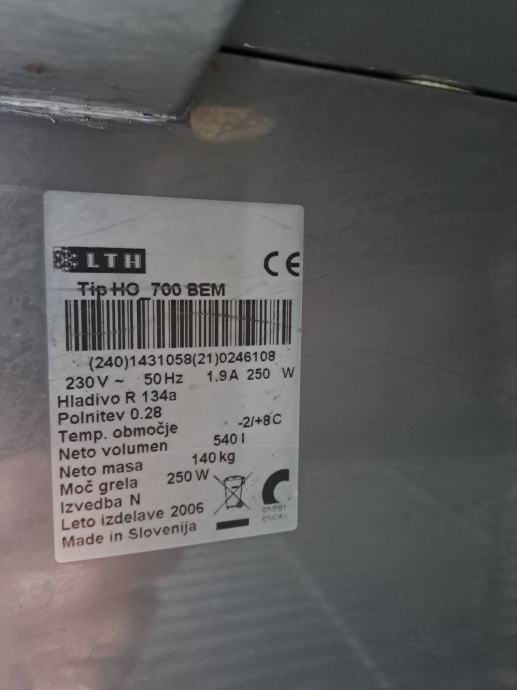 LTH
CE
Tip HO_700 BEM
(240)1431058(21)0246108
230V ~ 50Hz 1.9A 250 W
Hladivo R 134a
Polnitev 0.28
Temp. območje -2/+8C
Neto volumen 540 l
Neto masa 140 kg
Moč grela 250 W
Izvedba N
Leto izdelave 2006
Made in Slovenija